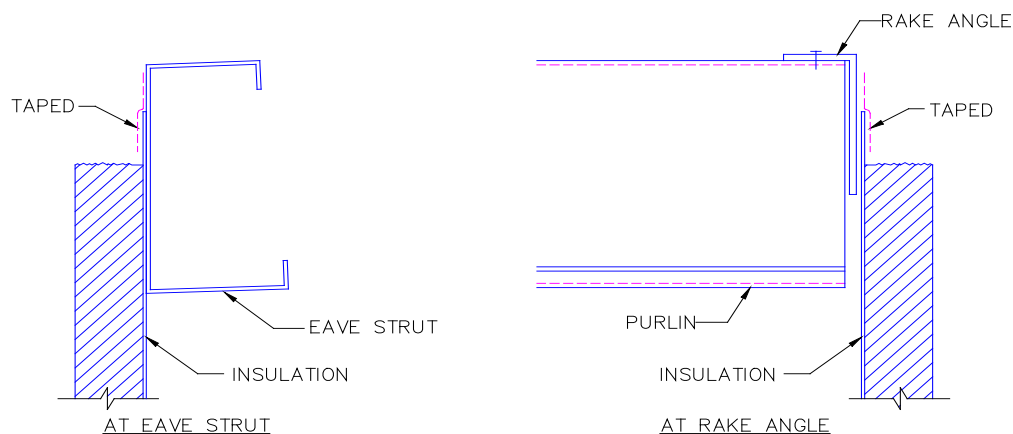 RAKE ANGLE
TAPED
TAPED
EAVE STRUT
PURLIN
INSULATION
INSULATION
AT EAVE STRUT
AT RAKE ANGLE